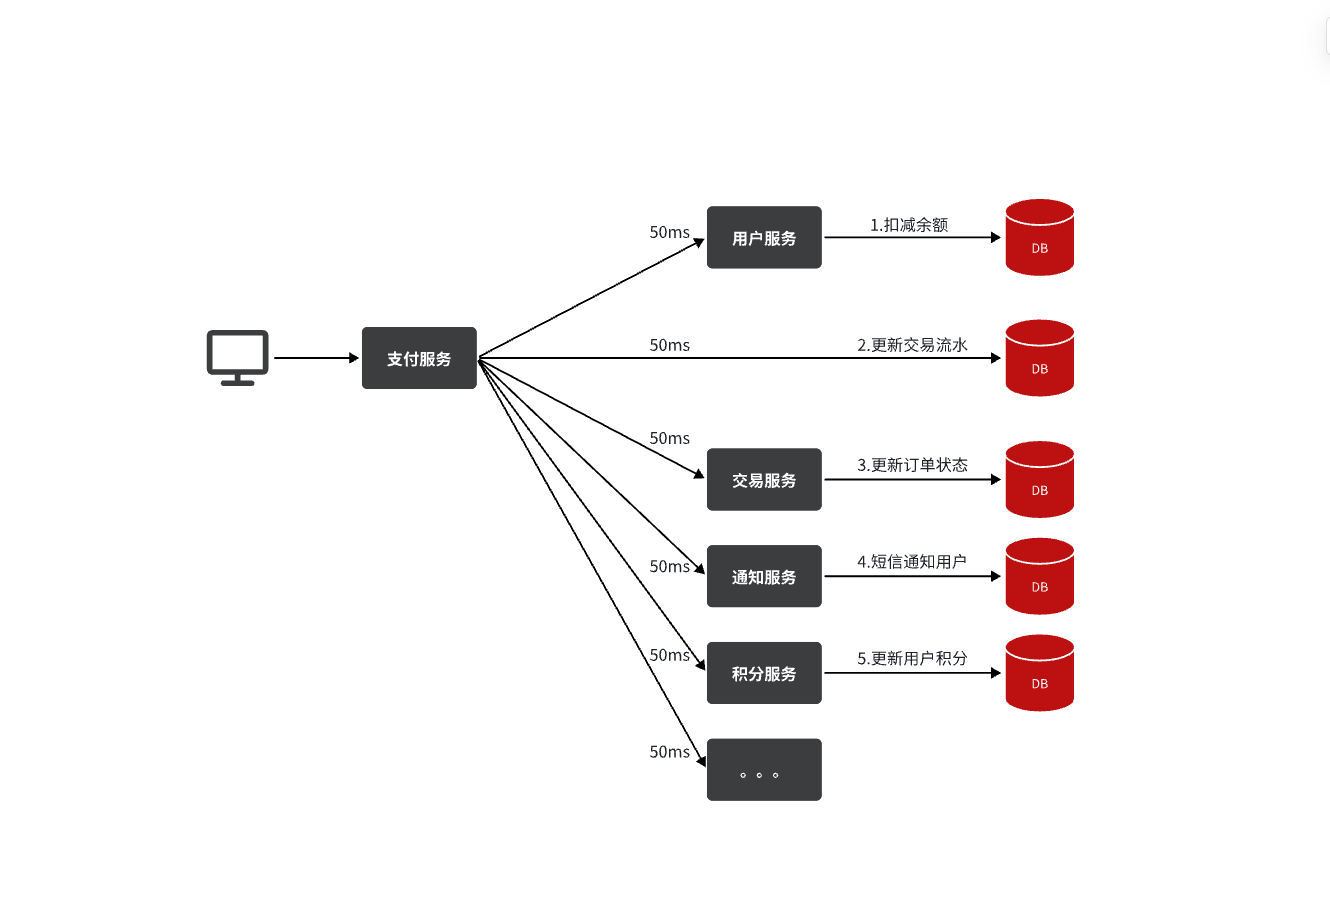 50ms
用户服务
1.扣减余额
DB
支付服务
50ms
2.更新交易流水
DB
50ms
交易服务
3.更新订单状态
DB
50ms
通知服务
4.短信通知用户
DB
50ms
积分服务
5.更新用户积分
DB
50ms
。。。